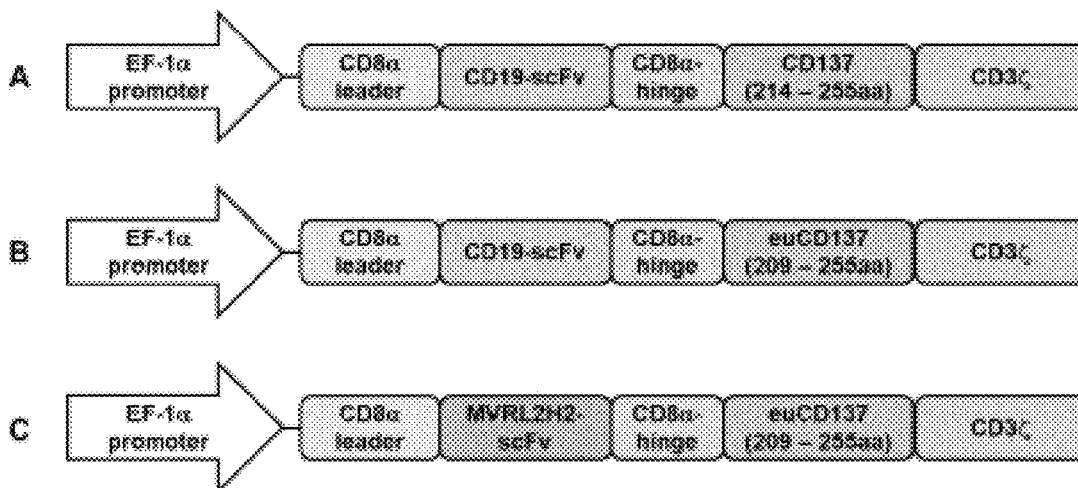 A
EF-1α
promoter
CD8α
leader
CD19-scFv
CD8α-
hinge
CD137
(214 – 255aa)
CD3ζ
B
EF-1α
promoter
CD8α
leader
CD19-scFv
CD8α-
hinge
euCD137
(209 – 255aa)
CD3ζ
C
EF-1α
promoter
CD8α
leader
MVRL2H2-
scFv
CD8α-
hinge
euCD137
(209 – 255aa)
CD3ζ